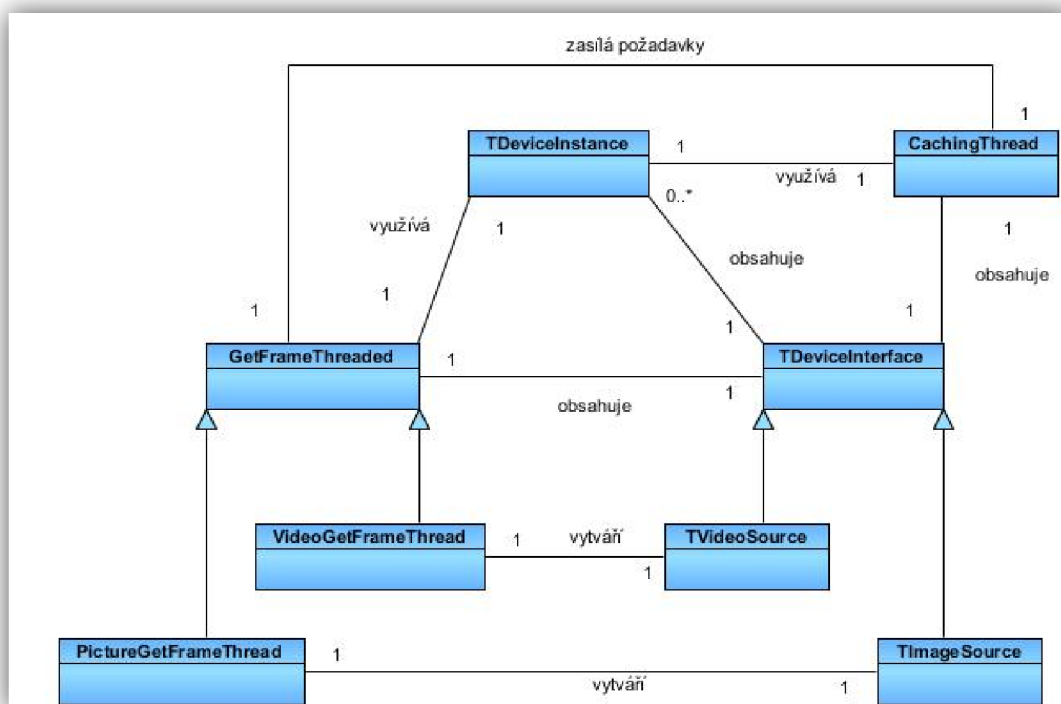 zasílá požadavky
1
TDeviceInstance
CachingThread
1
využívá
1
0..*
využívá
1
1
obsahuje
obsahuje
1
1
1
1
GetFrameThreaded
TDeviceInterface
1
1
obsahuje
VideoGetFrameThread
TVideoSource
1
vytváří
1
PictureGetFrameThread
TImageSource
1
vytváří
1